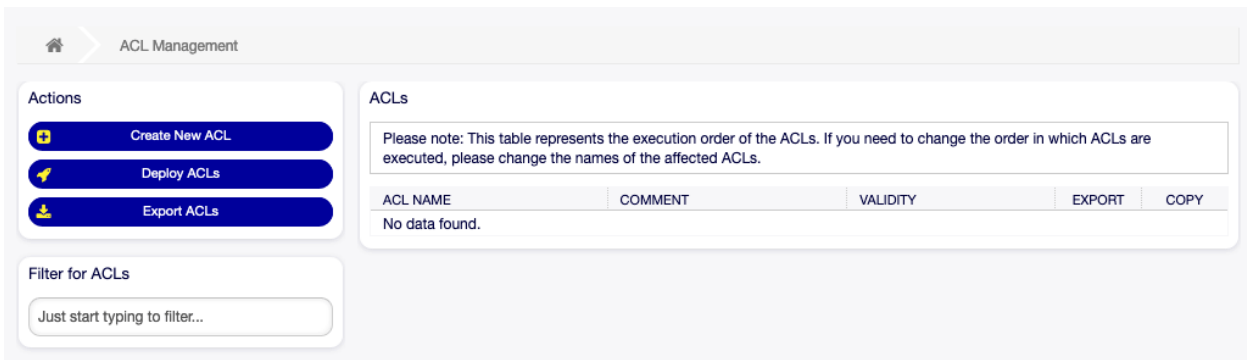 ACL Management
Actions
Create New ACL
Deploy ACLs
Export ACLs
Filter for ACLs
Just start typing to filter...
ACLs
Please note: This table represents the execution order of the ACLs. If you need to change the order in which ACLs are
executed, please change the names of the affected ACLs.
ACL NAME COMMENT VALIDITY EXPORT COPY
No data found.